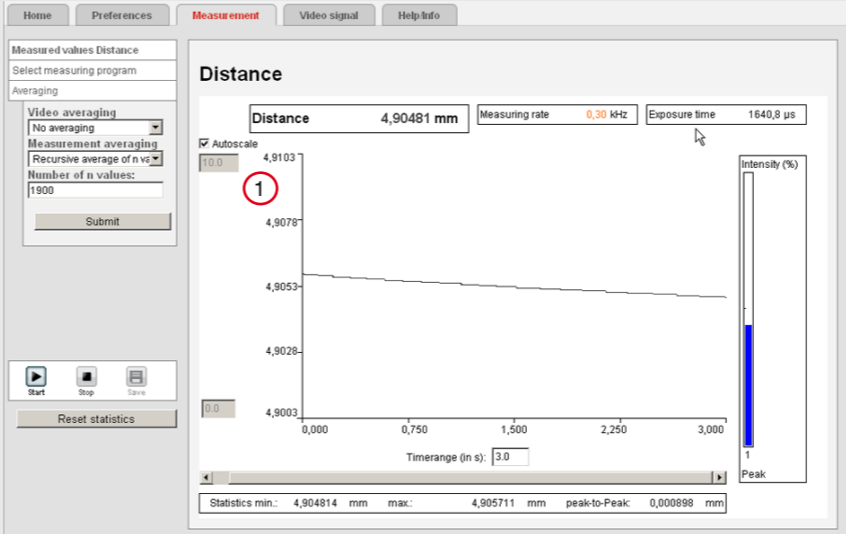 Home Preferences Measurement Video signal Help/Info
Measured values Distance
Select measuring program
Averaging
Video averaging
No averaging
Measurement averaging
Recursive average of n va
Number of n values:
1900
Submit
Start Stop Save
Reset statistics
Distance
Distance 4,90481 mm
Measuring rate 0,30 kHz
Exposure time 1640,8 µs
Autoscale
10.0
1
4,9103
4,9078
4,9053
4,9028
4,9003
0.0
0,000 0,750 1,500 2,250 3,000
Timerange (in s): 3.0
Intensity (%)
1
Peak
Statistics min.: 4,904814 mm max.: 4,905711 mm peak-to-Peak: 0,000898 mm